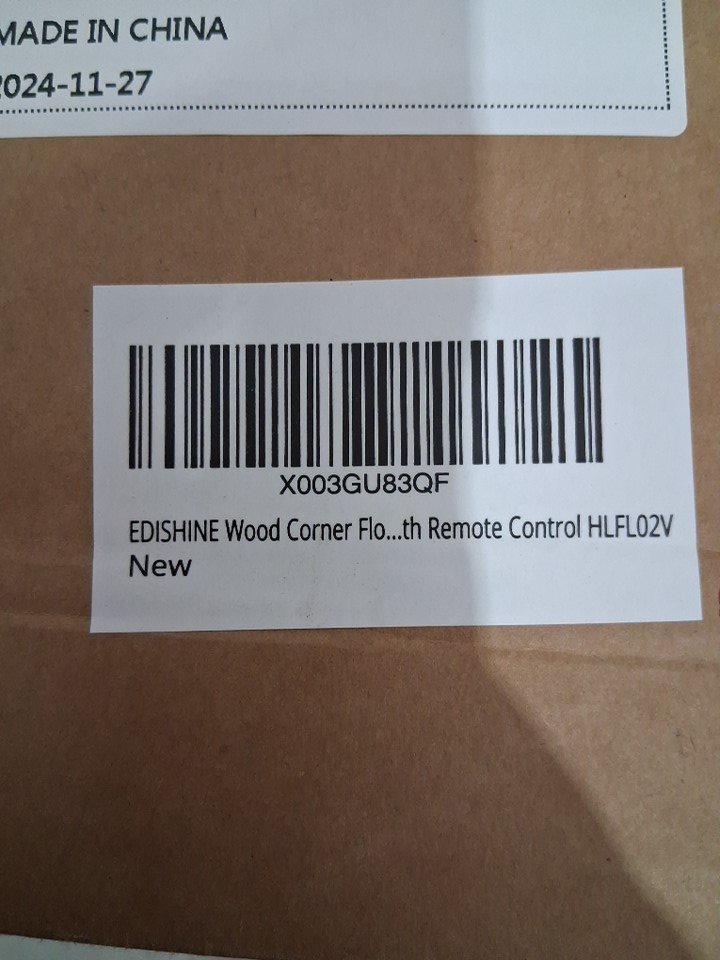 MADE IN CHINA
2024-11-27
X003GU83QF
EDISHINE Wood Corner Flo...th Remote Control HLFL02V
New